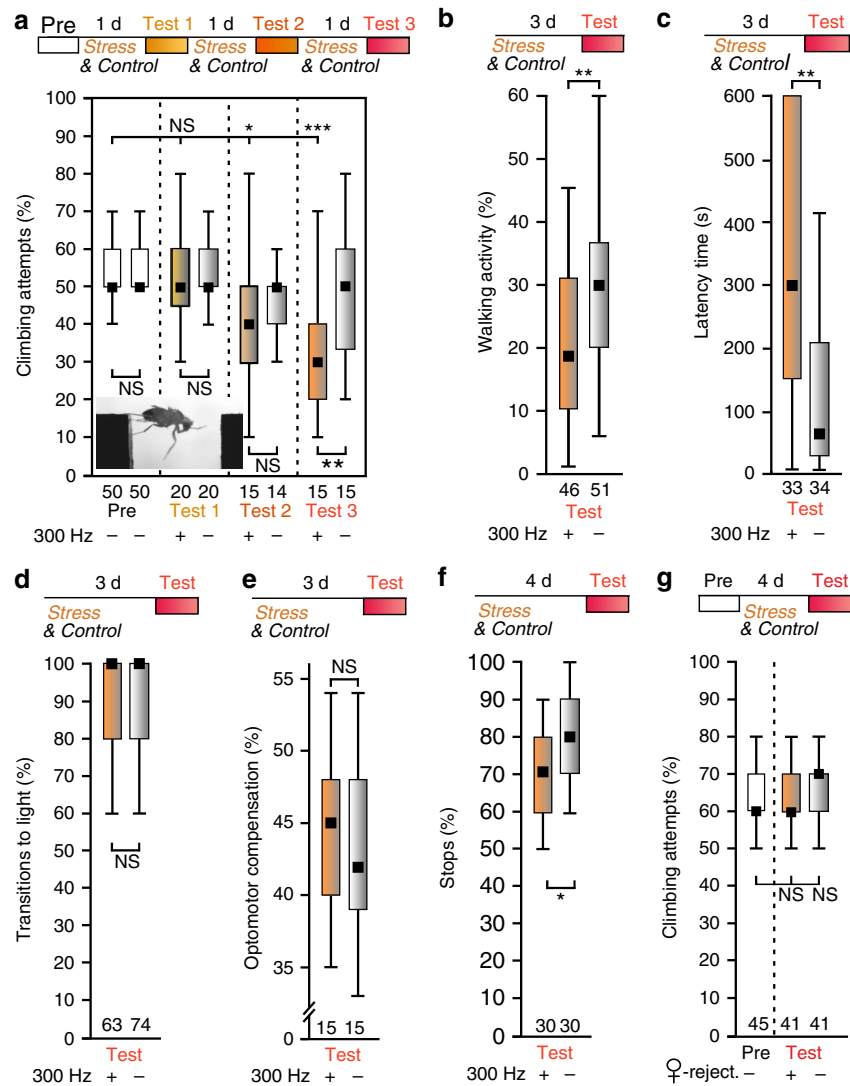 a
Pre 1 d Test 1 1 d Test 2 1 d Test 3
Stress Stress Stress
& Control & Control & Control
Climbing attempts (%)
100
90
80
70
60
50
40
30
20
10
0
NS * ***
NS NS NS **
50 50 20 20 15 14 15 15
Pre Test 1 Test 2 Test 3
300 Hz – – + – + – + –
b
3 d Test
Stress
& Control
**
Walking activity (%)
60
50
40
30
20
10
0
46 51
Test
+ –
c
3 d Test
Stress
& Control
**
Latency time (s)
600
500
400
300
200
100
0
33 34
Test
+ –
d
3 d Test
Stress
& Control
Transitions to light (%)
100
90
80
70
60
50
40
30
20
10
0
NS
63 74
Test
300 Hz + –
e
3 d Test
Stress
& Control
NS
Optomotor compensation (%)
55
50
45
40
35
0
15 15
Test
300 Hz + –
f
4 d Test
Stress
& Control
Stops (%)
100
90
80
70
60
50
40
30
20
10
0
*
30 30
Test
300 Hz + –
g
Pre 4 d Test
Stress
& Control
Climbing attempts (%)
100
90
80
70
60
50
40
30
20
10
0
NS NS
45 41 41
Pre Test
♀-reject. – + –